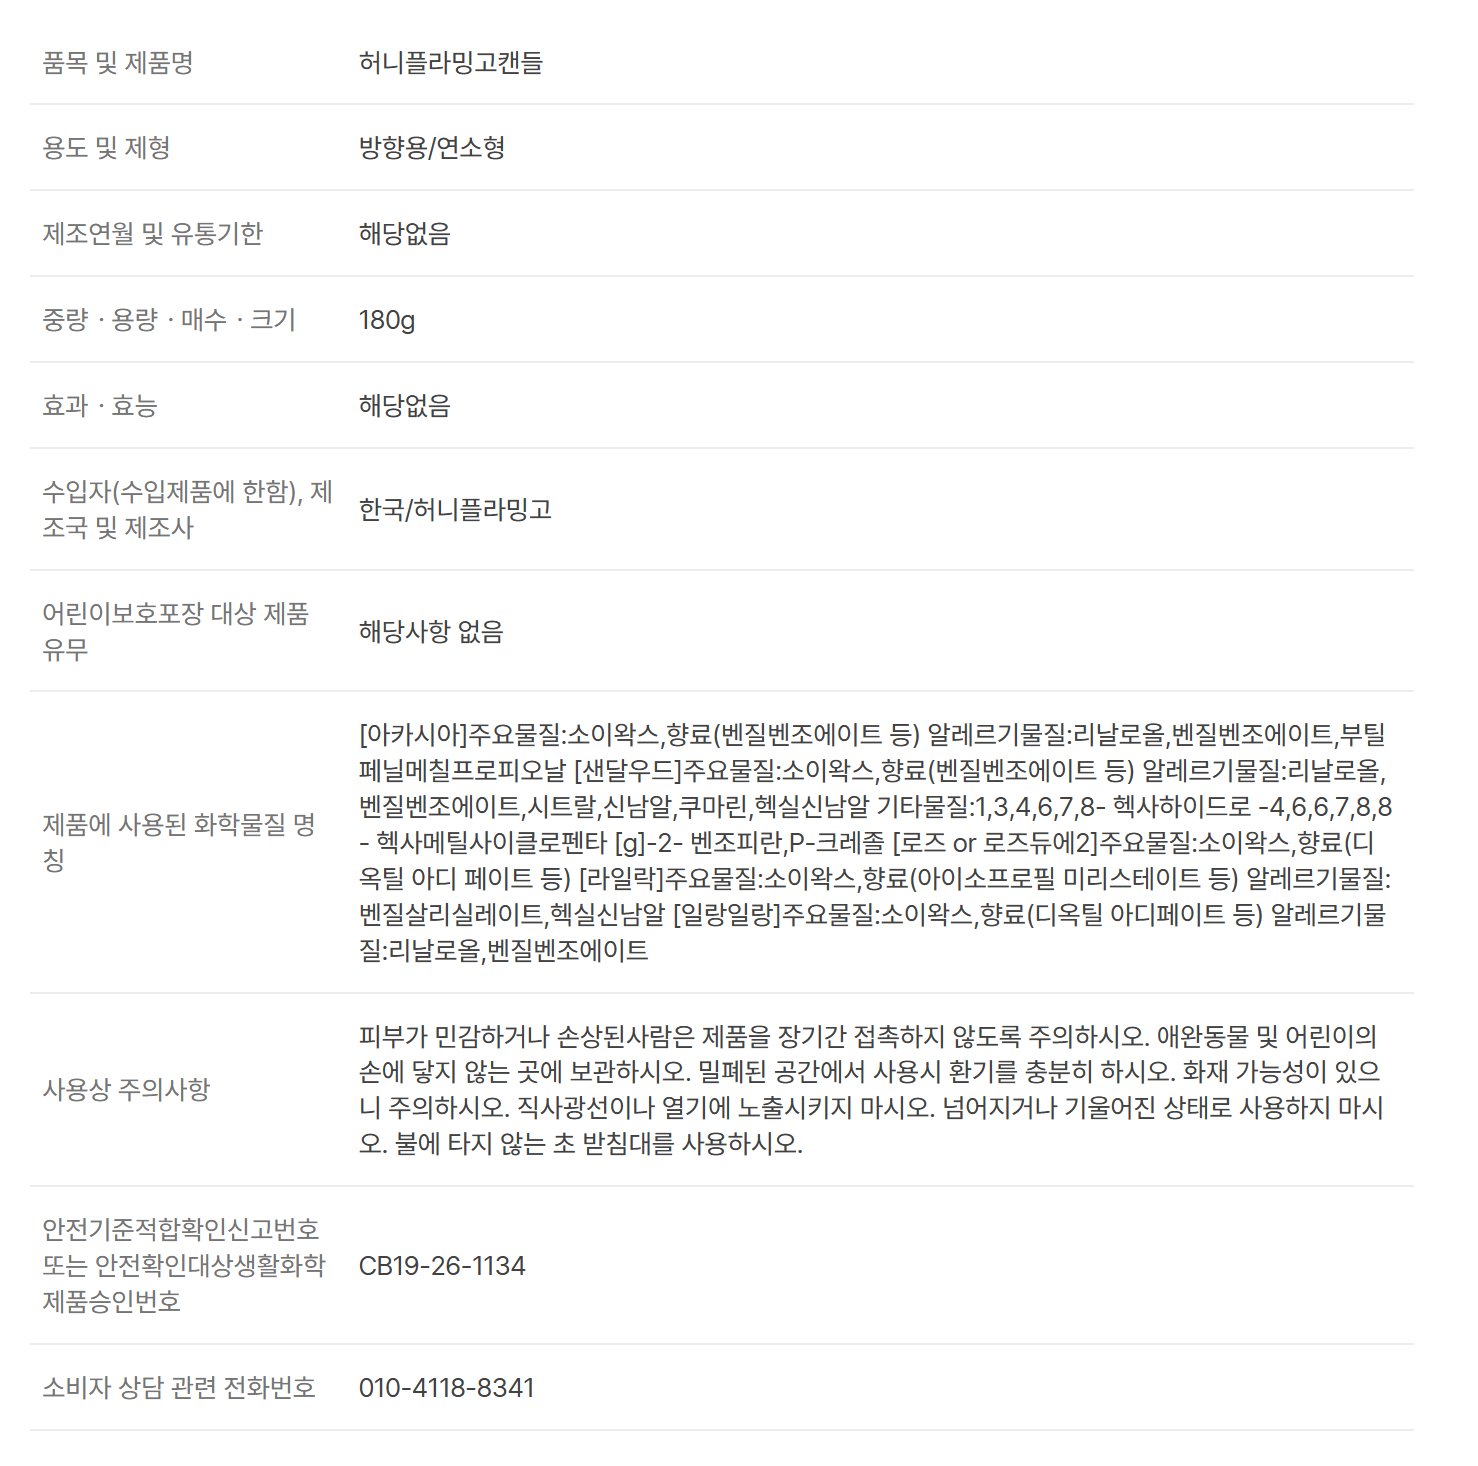 품목 및 제품명
허니플라밍고캔들
용도 및 제형
방향용/연소형
제조연월 및 유통기한
해당없음
중량 · 용량 · 매수 · 크기
180g
효과 · 효능
해당없음
수입자(수입제품에 한함), 제
조국 및 제조사
한국/허니플라밍고
어린이보호포장 대상 제품
유무
해당사항 없음
제품에 사용된 화학물질 명
칭
[아카시아]주요물질:소이왁스,향료(벤질벤조에이트 등) 알레르기물질:리날로올,벤질벤조에이트,부틸
페닐메칠프로피오날 [샌달우드]주요물질:소이왁스,향료(벤질벤조에이트 등) 알레르기물질:리날로올,
벤질벤조에이트,시트랄,신남알,쿠마린,헥실신남알 기타물질:1,3,4,6,7,8- 헥사하이드로 -4,6,6,7,8,8
- 헥사메틸사이클로펜타 [g]-2- 벤조피란,P-크레졸 [로즈 or 로즈듀에2]주요물질:소이왁스,향료(디
옥틸 아디 페이트 등) [라일락]주요물질:소이왁스,향료(아이소프로필 미리스테이트 등) 알레르기물질:
벤질살리실레이트,헥실신남알 [일랑일랑]주요물질:소이왁스,향료(디옥틸 아디페이트 등) 알레르기물
질:리날로올,벤질벤조에이트
사용상 주의사항
피부가 민감하거나 손상된사람은 제품을 장기간 접촉하지 않도록 주의하시오. 애완동물 및 어린이의
손에 닿지 않는 곳에 보관하시오. 밀폐된 공간에서 사용시 환기를 충분히 하시오. 화재 가능성이 있으
니 주의하시오. 직사광선이나 열기에 노출시키지 마시오. 넘어지거나 기울어진 상태로 사용하지 마시
오. 불에 타지 않는 초 받침대를 사용하시오.
안전기준적합확인신고번호
또는 안전확인대상생활화학
제품승인번호
CB19-26-1134
소비자 상담 관련 전화번호
010-4118-8341